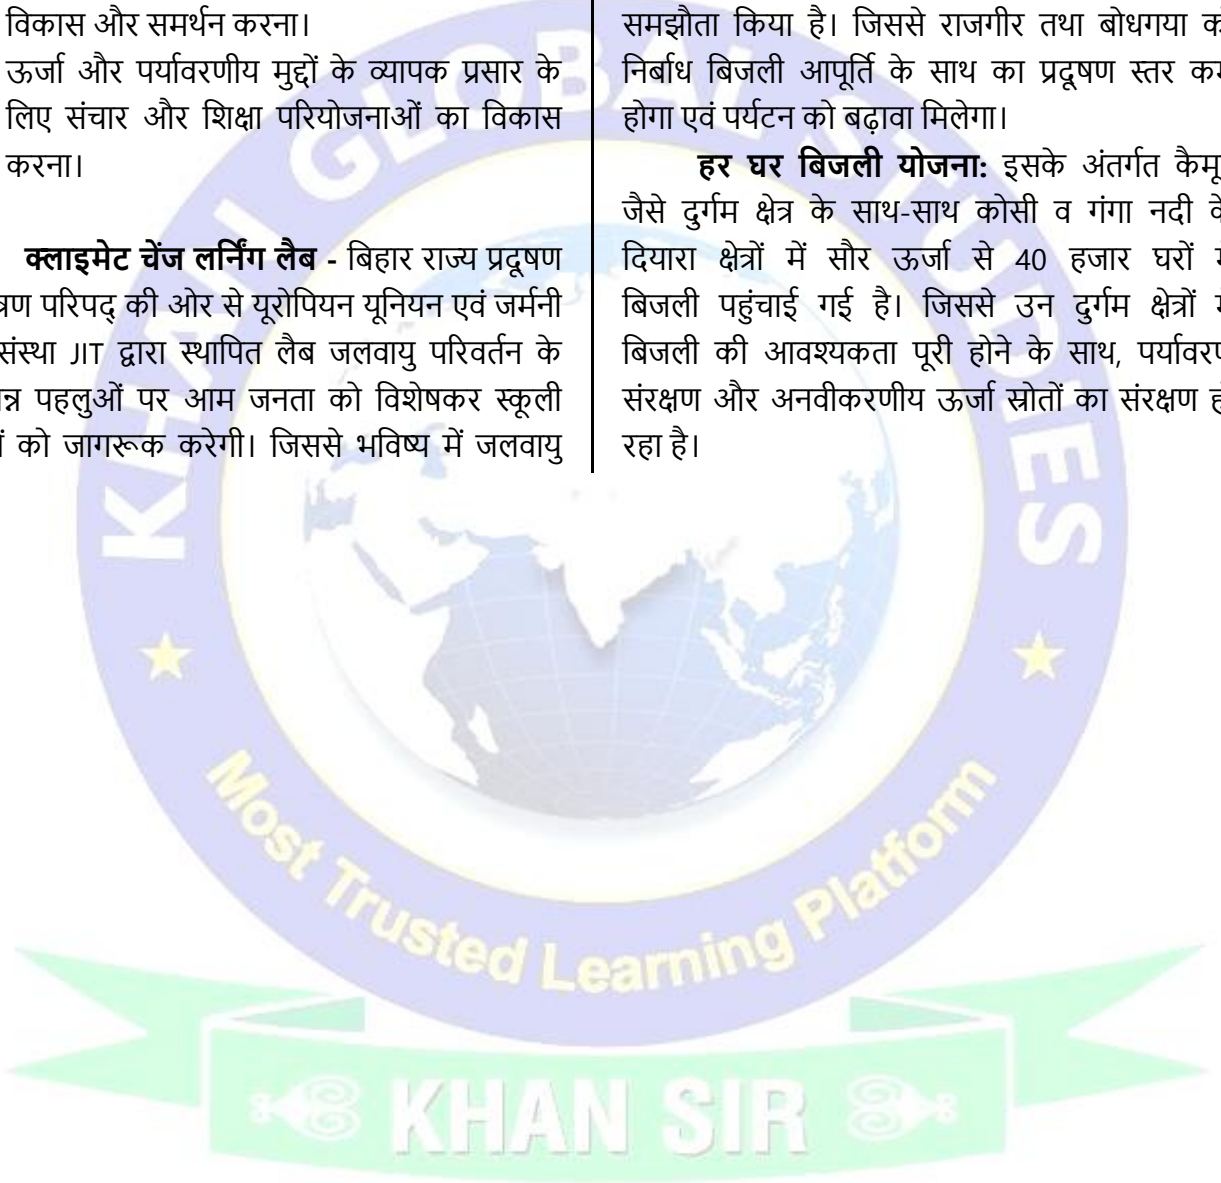 विकास और समर्थन करना।
ऊर्जा और पर्यावरणीय मुद्दों के व्यापक प्रसार के
लिए संचार और शिक्षा परियोजनाओं का विकास
करना।
क्लाइमेट चेंज लर्निंग लैब - बिहार राज्य प्रदूषण
परिषद् की ओर से यूरोपियन यूनियन एवं जर्मनी
संस्था JIT द्वारा स्थापित लैब जलवायु परिवर्तन के
पहलुओं पर आम जनता को विशेषकर स्कूली
को जागरूक करेगी। जिससे भविष्य में जलवायु
समझौता किया है। जिससे राजगीर तथा बोधगया
निर्बाध बिजली आपूर्ति के साथ का प्रदूषण स्तर
होगा एवं पर्यटन को बढ़ावा मिलेगा।
हर घर बिजली योजना: इसके अंतर्गत
जैसे दुर्गम क्षेत्र के साथ-साथ कोसी व गंगा नदी के
दियारा क्षेत्रों में सौर ऊर्जा से 40 हजार घरों
बिजली पहुंचाई गई है। जिससे उन दुर्गम क्षेत्रों
बिजली की आवश्यकता पूरी होने के साथ,
संरक्षण और अनवीकरणीय ऊर्जा स्रोतों का संरक्षण
रहा है।
KHAN GLOBAL STUDIES
Most Trusted Learning Platform
KHAN SIR